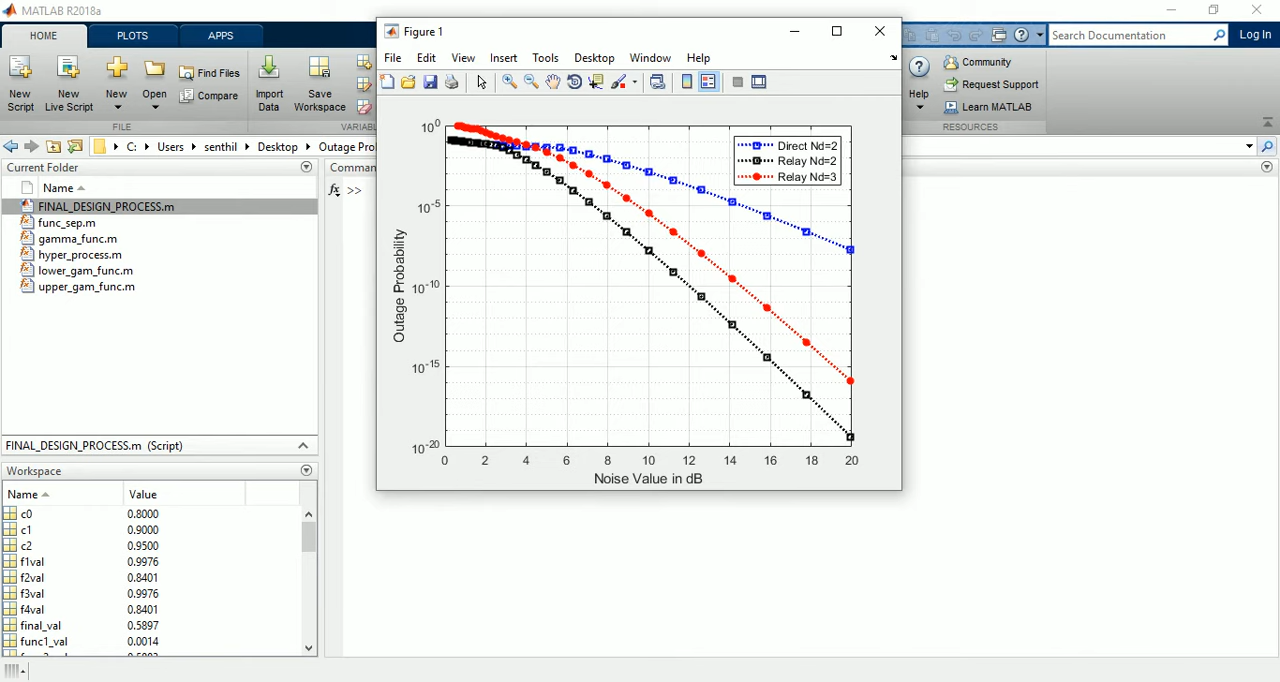 MATLAB R2018a
HOME
PLOTS
APPS
Search Documentation
Log In
New Script
New Live Script
New
Open
Find Files
Compare
Import Data
Save Workspace
FILE
VARIABL
Help
Community
Request Support
Learn MATLAB
RESOURCES
C:
Users
senthil
Desktop
Outage Pro
Current Folder
Name
FINAL_DESIGN_PROCESS.m
func_sep.m
gamma_func.m
hyper_process.m
lower_gam_func.m
upper_gam_func.m
FINAL_DESIGN_PROCESS.m (Script)
Workspace
Name Value
c0 0.8000
c1 0.9000
c2 0.9500
f1val 0.9976
f2val 0.8401
f3val 0.9976
f4val 0.8401
final_val 0.5897
func1_val 0.0014
Comman
fx >>
Figure 1
File Edit View Insert Tools Desktop Window Help
Direct Nd=2
Relay Nd=2
Relay Nd=3
Outage Probability
10^0
10^-5
10^-10
10^-15
10^-20
0 2 4 6 8 10 12 14 16 18 20
Noise Value in dB